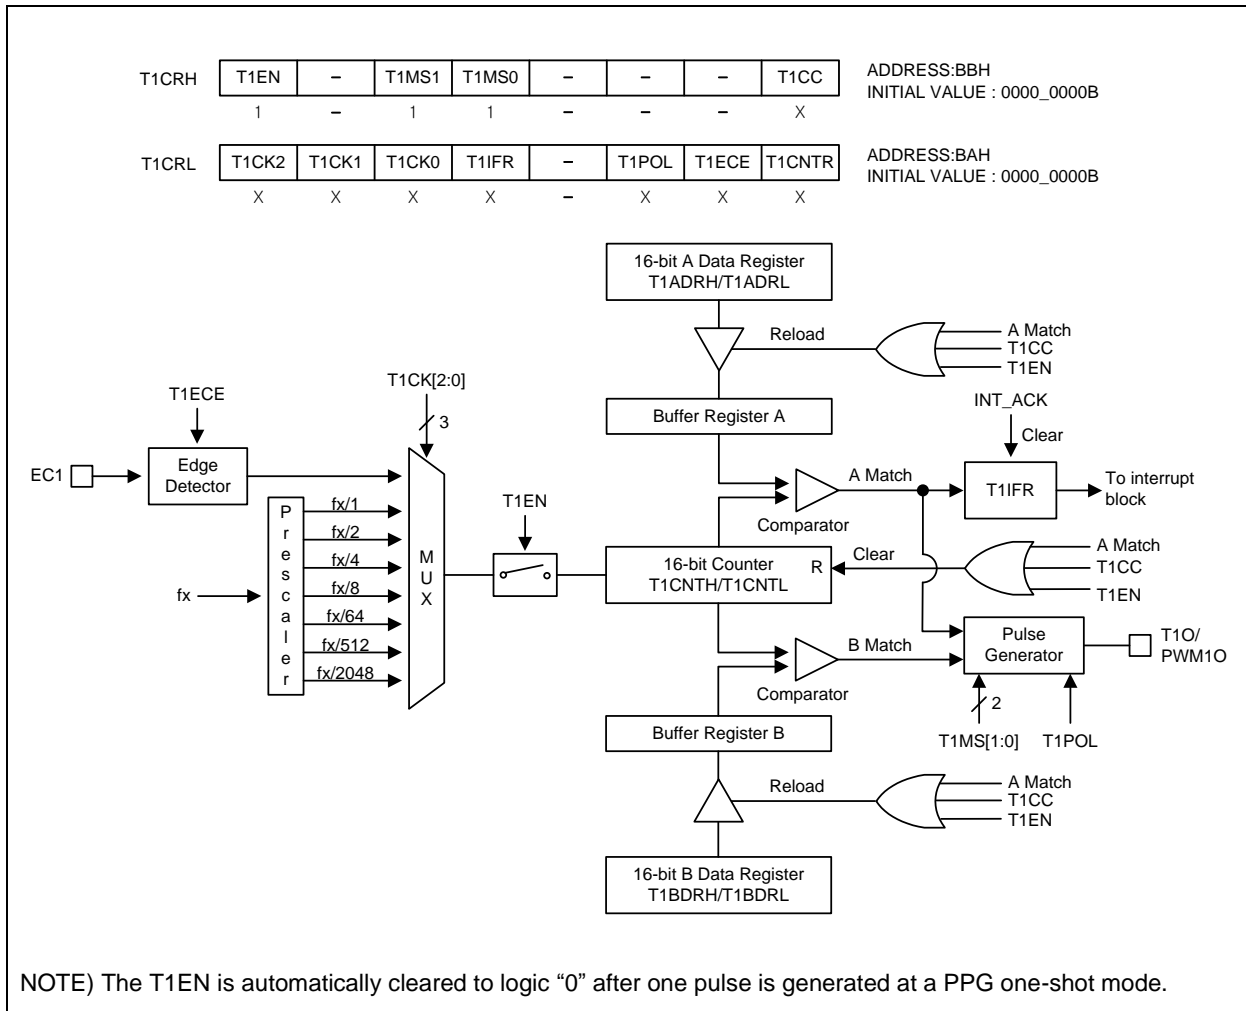 T1CRH T1EN – T1MS1 T1MS0 – – – T1CC ADDRESS:BBH
INITIAL VALUE : 0000_0000B
1 – 1 1 – – – X
T1CRL T1CK2 T1CK1 T1CK0 T1IFR – T1POL T1ECE T1CNTR ADDRESS:BAH
INITIAL VALUE : 0000_0000B
X X X X – X X X
16-bit A Data Register
T1ADRH/T1ADRL
Reload
A Match
T1CC
T1EN
T1ECE
T1CK[2:0]
3
Buffer Register A
INT_ACK
Clear
EC1
Edge
Detector
A Match
T1IFR
To interrupt
block
Comparator
Prescaler
fx/1
fx/2
fx/4
fx/8
fx/64
fx/512
fx/2048
fx
MUX
T1EN
16-bit Counter
T1CNTH/T1CNTL
R
Clear
A Match
T1CC
T1EN
B Match
Comparator
Pulse
Generator
T1O/
PWM1O
2
T1MS[1:0]
T1POL
Buffer Register B
Reload
A Match
T1CC
T1EN
16-bit B Data Register
T1BDRH/T1BDRL
NOTE) The T1EN is automatically cleared to logic “0” after one pulse is generated at a PPG one-shot mode.